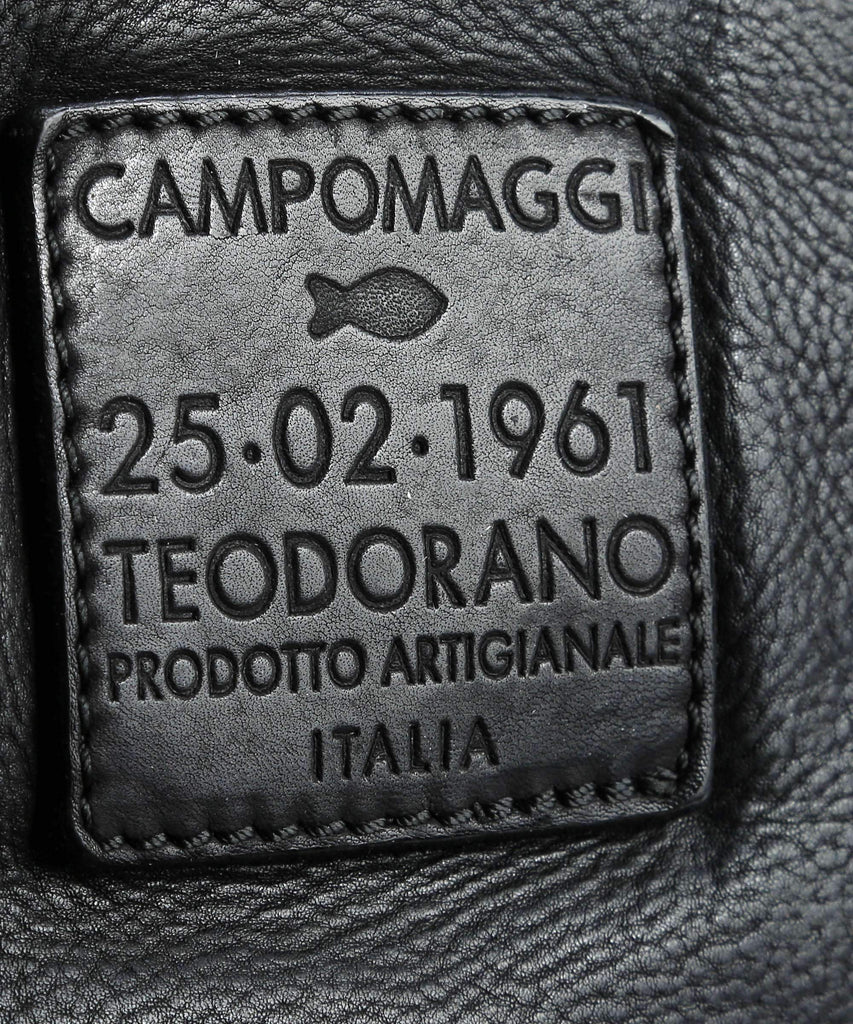 CAMPOMAGGI
25·02·1961
TEODORANO
PRODOTTO ARTIGIANALE
ITALIA